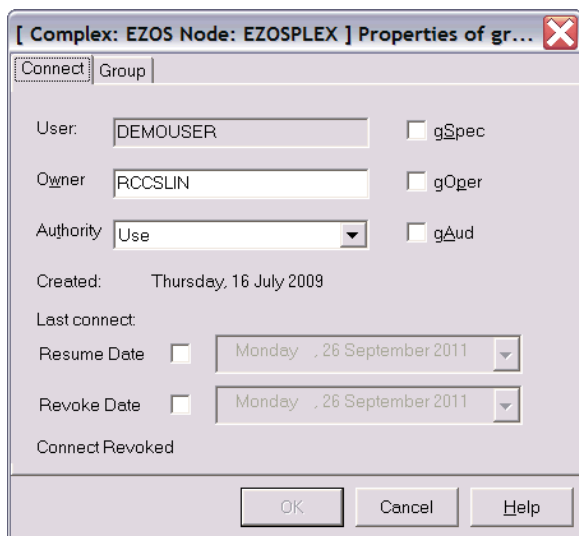 [ Complex: EZOS Node: EZOSPLEX ] Properties of gr...
Connect Group
User: DEMOUSER gSpec
Owner RCCSLIN gOper
Authority Use gAud
Created: Thursday, 16 July 2009
Last connect:
Resume Date Monday , 26 September 2011
Revoke Date Monday , 26 September 2011
Connect Revoked
OK Cancel Help